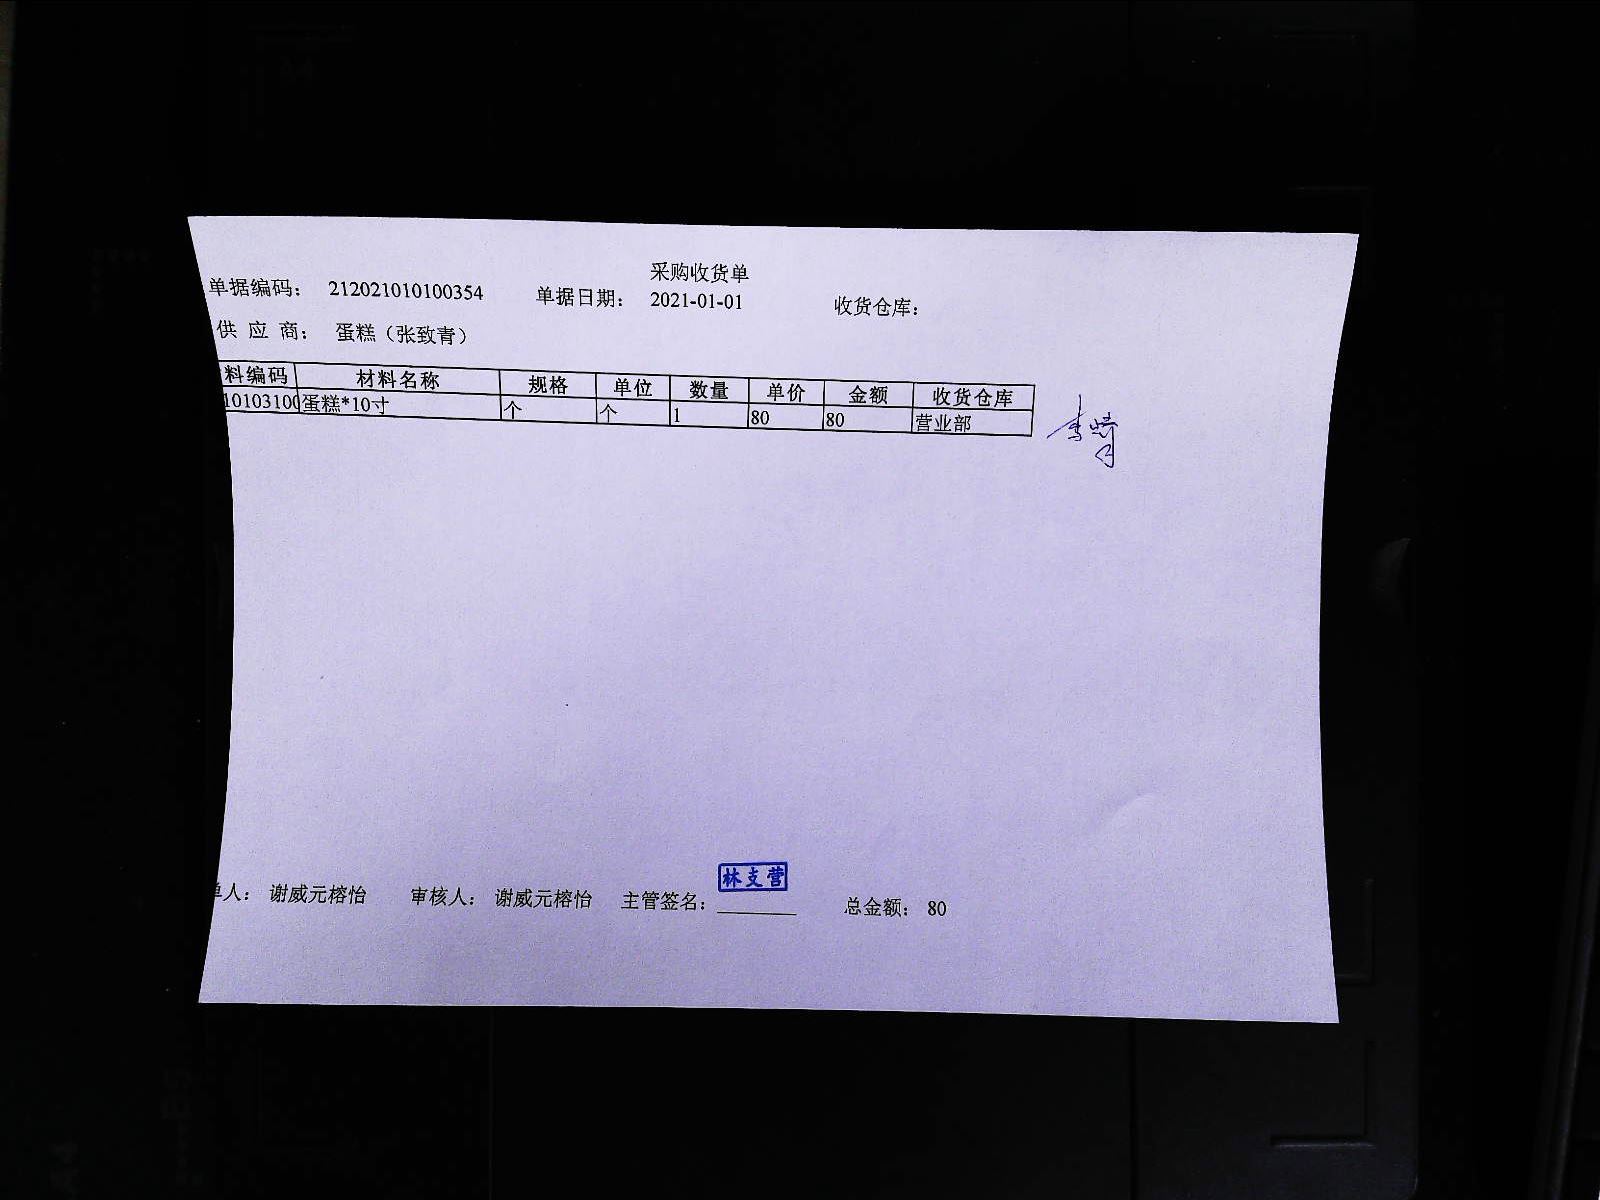 采购收货单
单据编码： 212021010100354 单据日期： 2021-01-01 收货仓库：
供 应 商： 蛋糕（张致青）
料编码 材料名称 规格 单位 数量 单价 金额 收货仓库
10103100 蛋糕*10寸 个 个 1 80 80 营业部
林支营
单人： 谢威元榕怡 审核人： 谢威元榕怡 主管签名： 总金额： 80